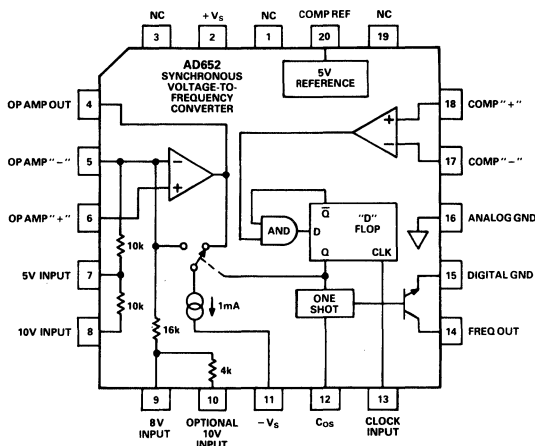 NC
+VS
NC
COMP REF
NC
3
2
1
20
19
AD652
SYNCHRONOUS
VOLTAGE-TO-
FREQUENCY
CONVERTER
5V
REFERENCE
OP AMP OUT
4
18
COMP "+"
OP AMP "–"
5
17
COMP "–"
OP AMP "+"
6
16
ANALOG GND
5V INPUT
7
15
DIGITAL GND
10V INPUT
8
14
FREQ OUT
–
+
+
–
AND
Q̅
D
"D"
FLOP
Q
CLK
10k
10k
16k
4k
1mA
ONE
SHOT
9
10
11
12
13
8V
INPUT
OPTIONAL
10V
INPUT
–VS
COS
CLOCK
INPUT